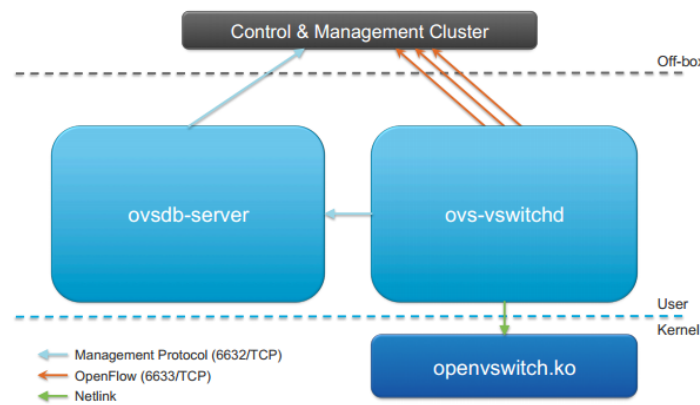 Control & Management Cluster
Off-box
ovsdb-server
ovs-vswitchd
User
Kernel
Management Protocol (6632/TCP)
OpenFlow (6633/TCP)
Netlink
openvswitch.ko